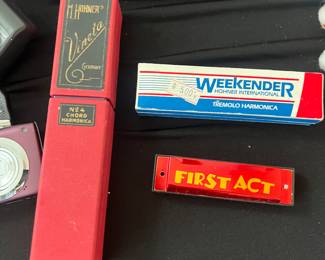 M. HOHNER'S
Vineta
GERMANY
No 4
CHORD
HARMONICA
WEEKENDER
HOHNER INTERNATIONAL
TREMOLO HARMONICA
FIRST ACT